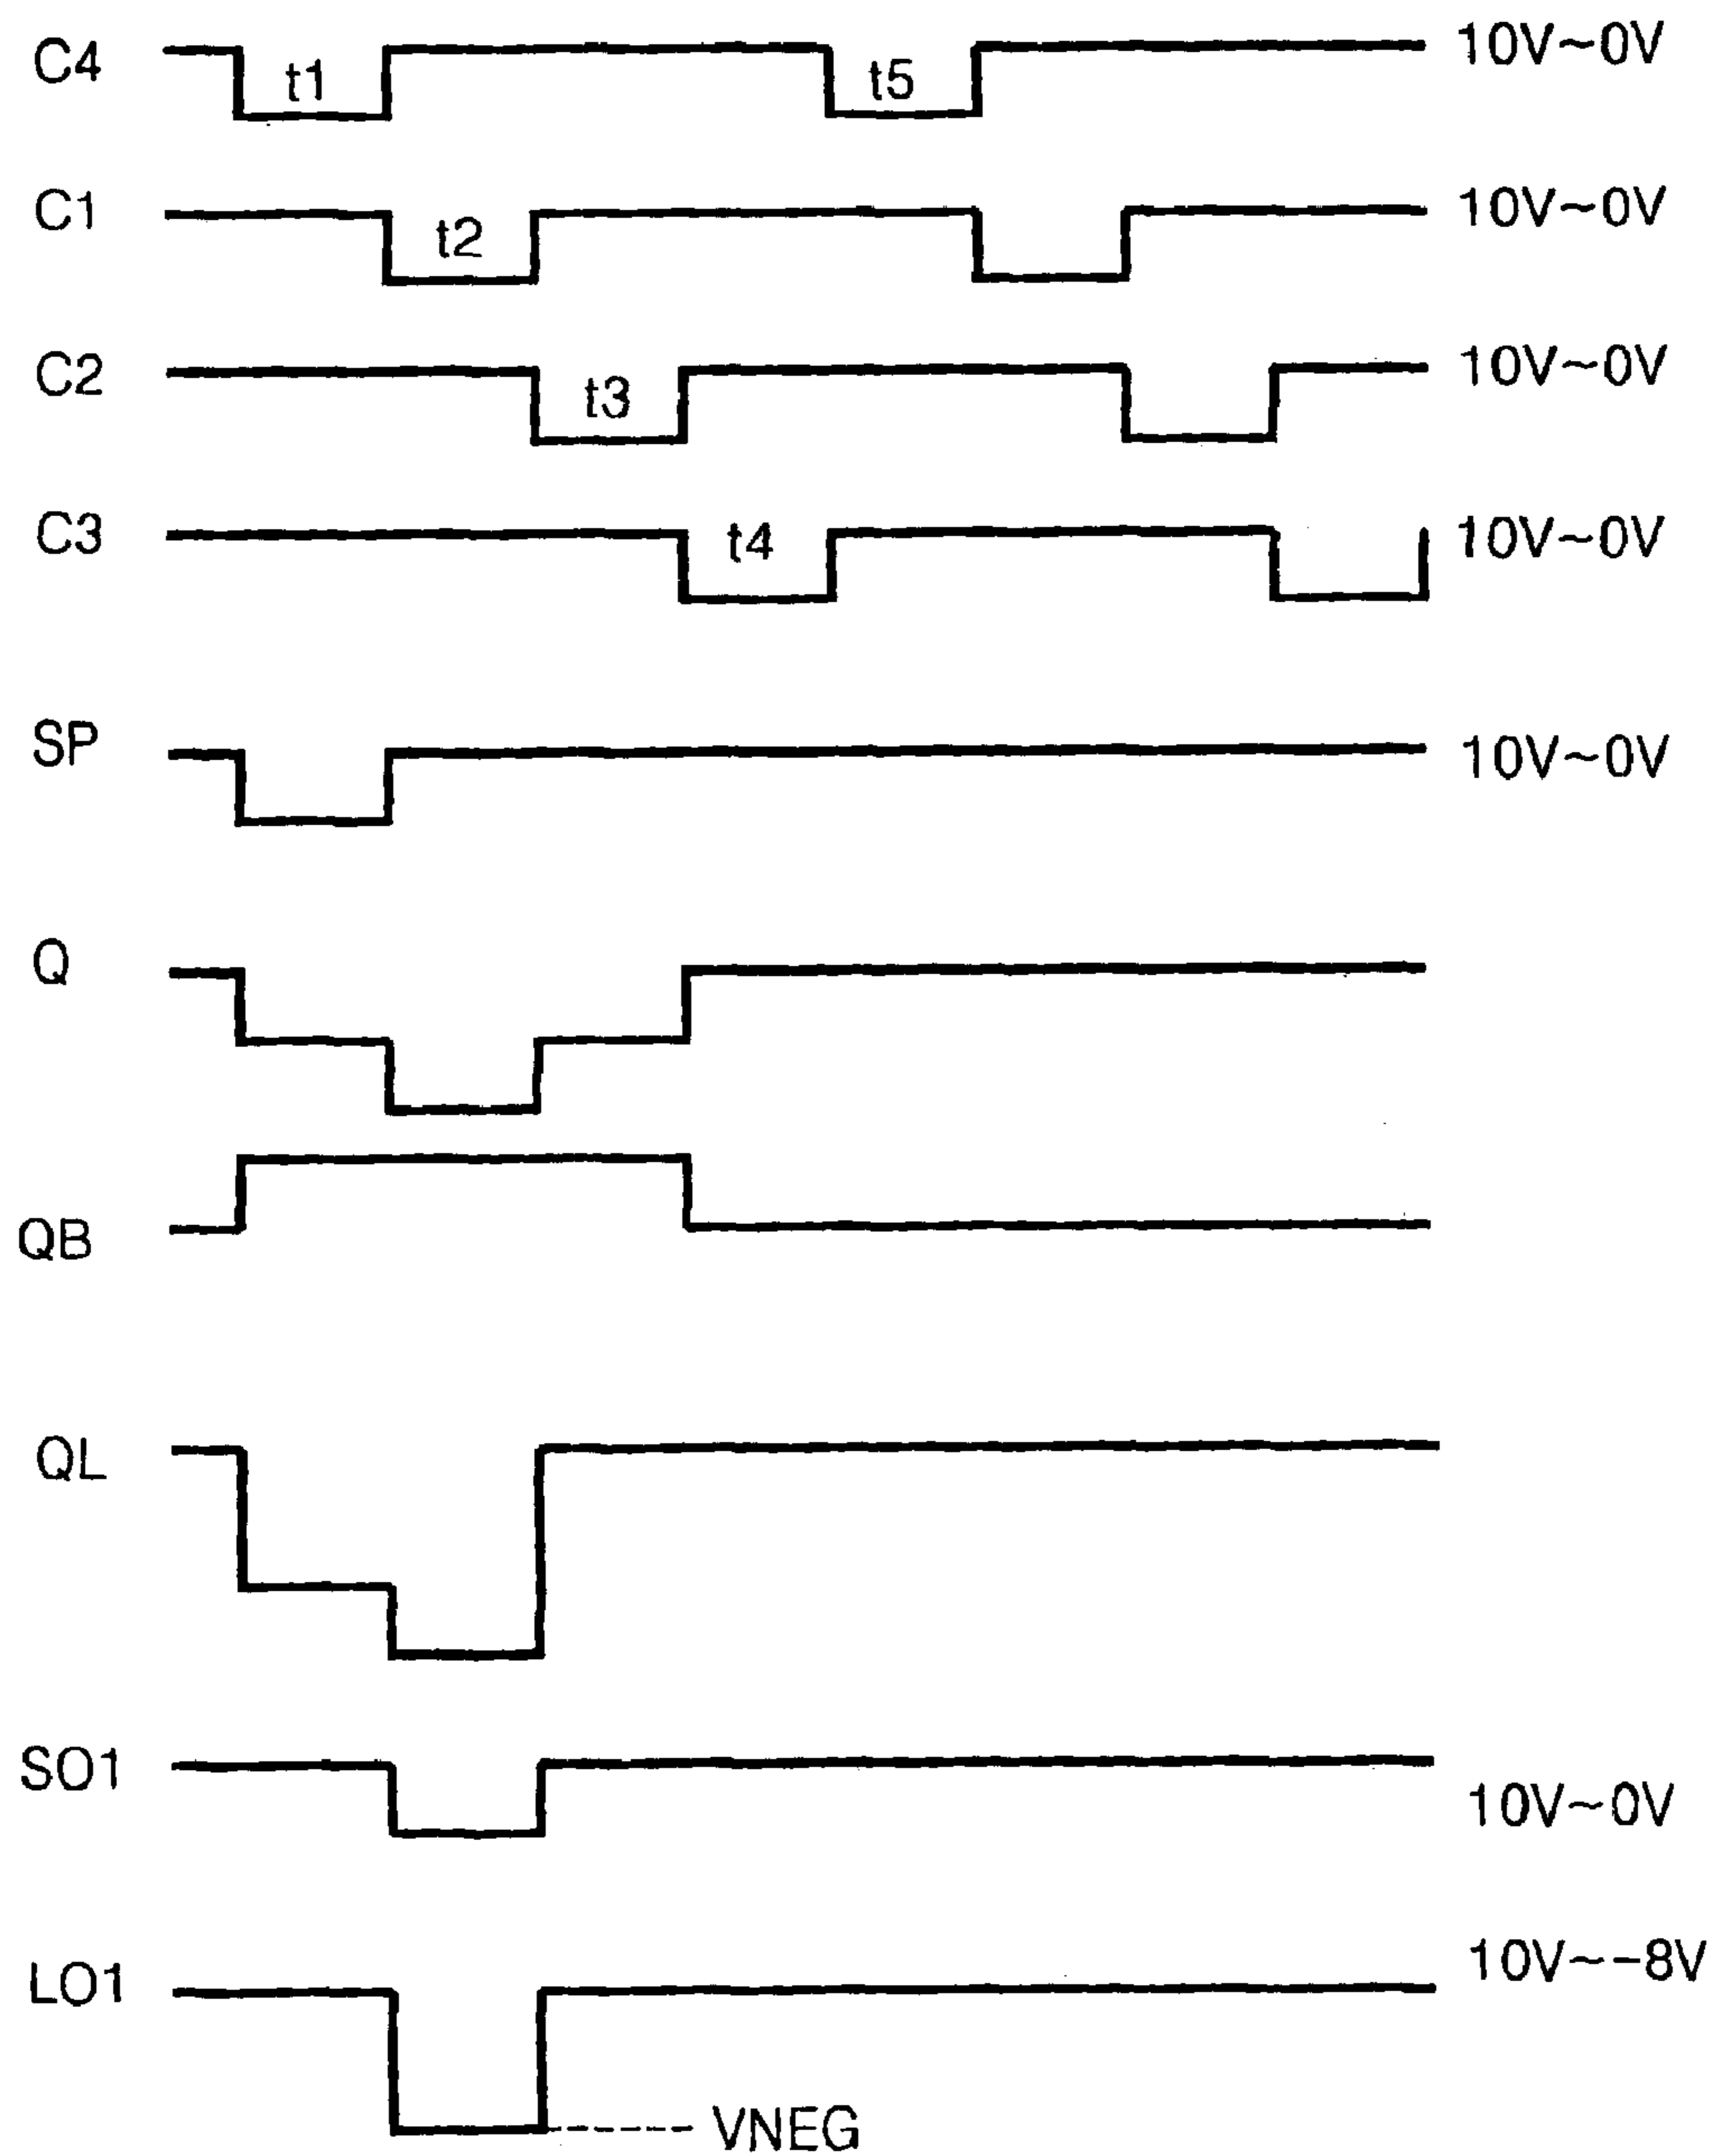 C4 t1 t5 10V~0V
C1 t2 10V~0V
C2 t3 10V~0V
C3 t4 10V~0V
SP 10V~0V
Q
QB
QL
SO1 10V~0V
LO1 10V~-8V
VNEG